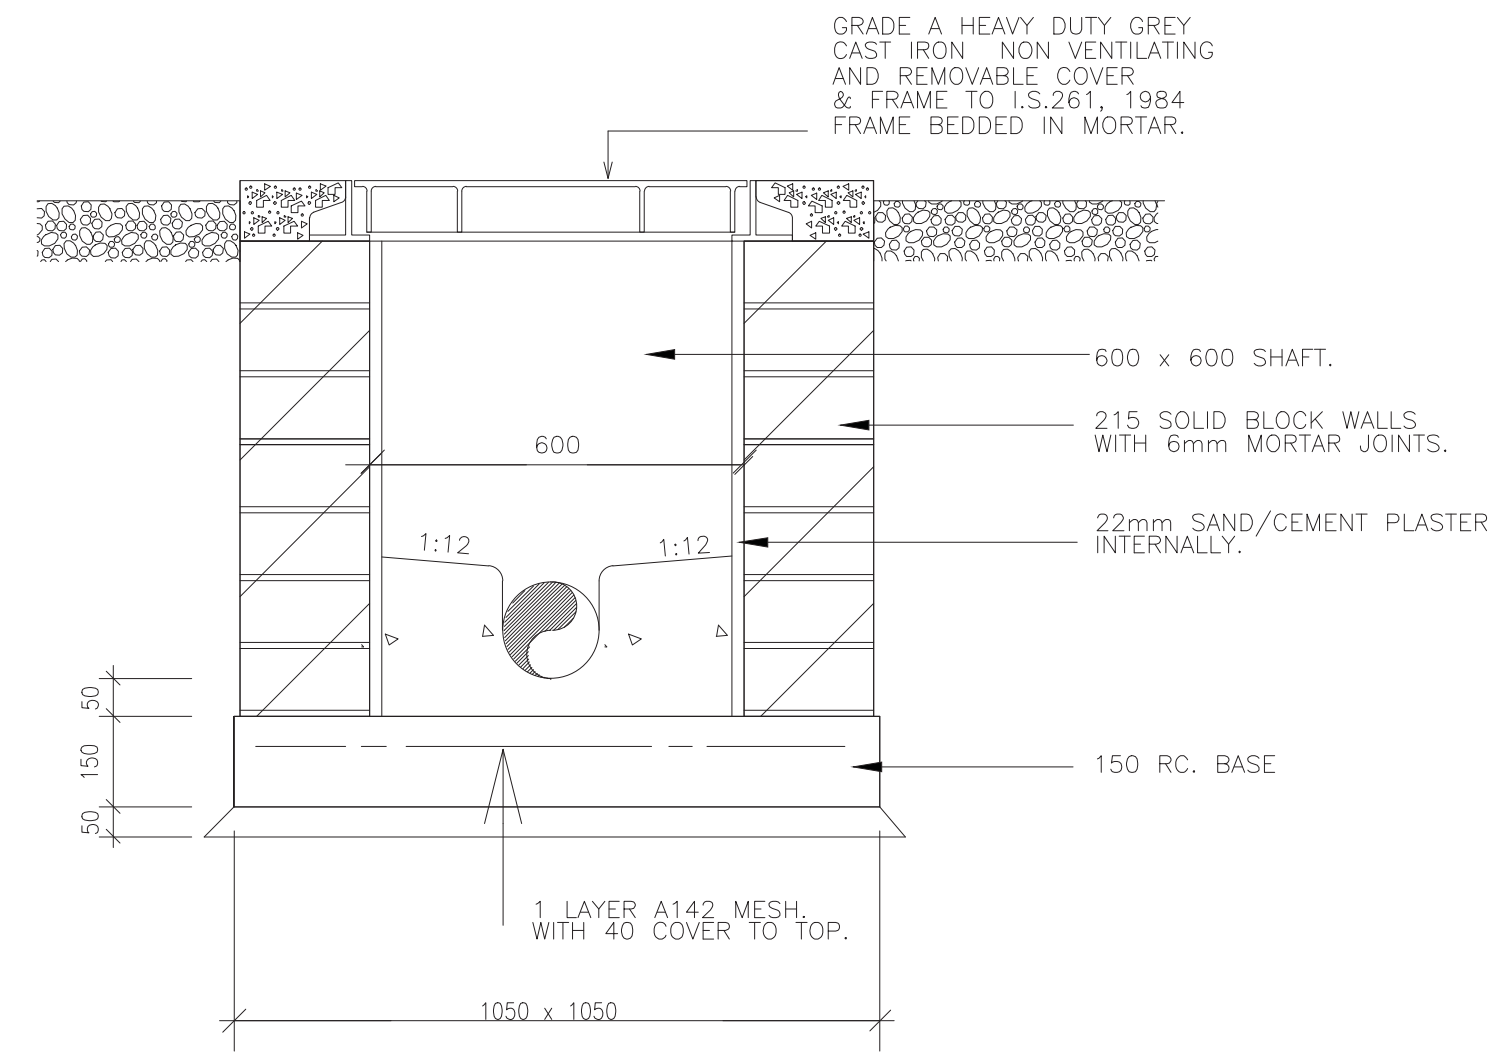 GRADE A HEAVY DUTY GREY
CAST IRON NON VENTILATING
AND REMOVABLE COVER
& FRAME TO I.S.261, 1984
FRAME BEDDED IN MORTAR.
600 x 600 SHAFT.
215 SOLID BLOCK WALLS
WITH 6mm MORTAR JOINTS.
600
22mm SAND/CEMENT PLASTER
INTERNALLY.
1:12
1:12
50
150
50
150 RC. BASE
1 LAYER A142 MESH.
WITH 40 COVER TO TOP.
1050 x 1050